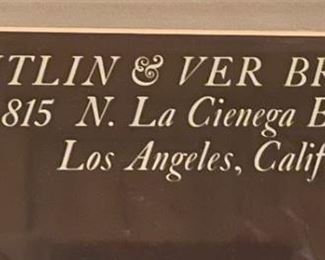 TLIN & VER BR
815 N. La Cienega B
Los Angeles, Calif